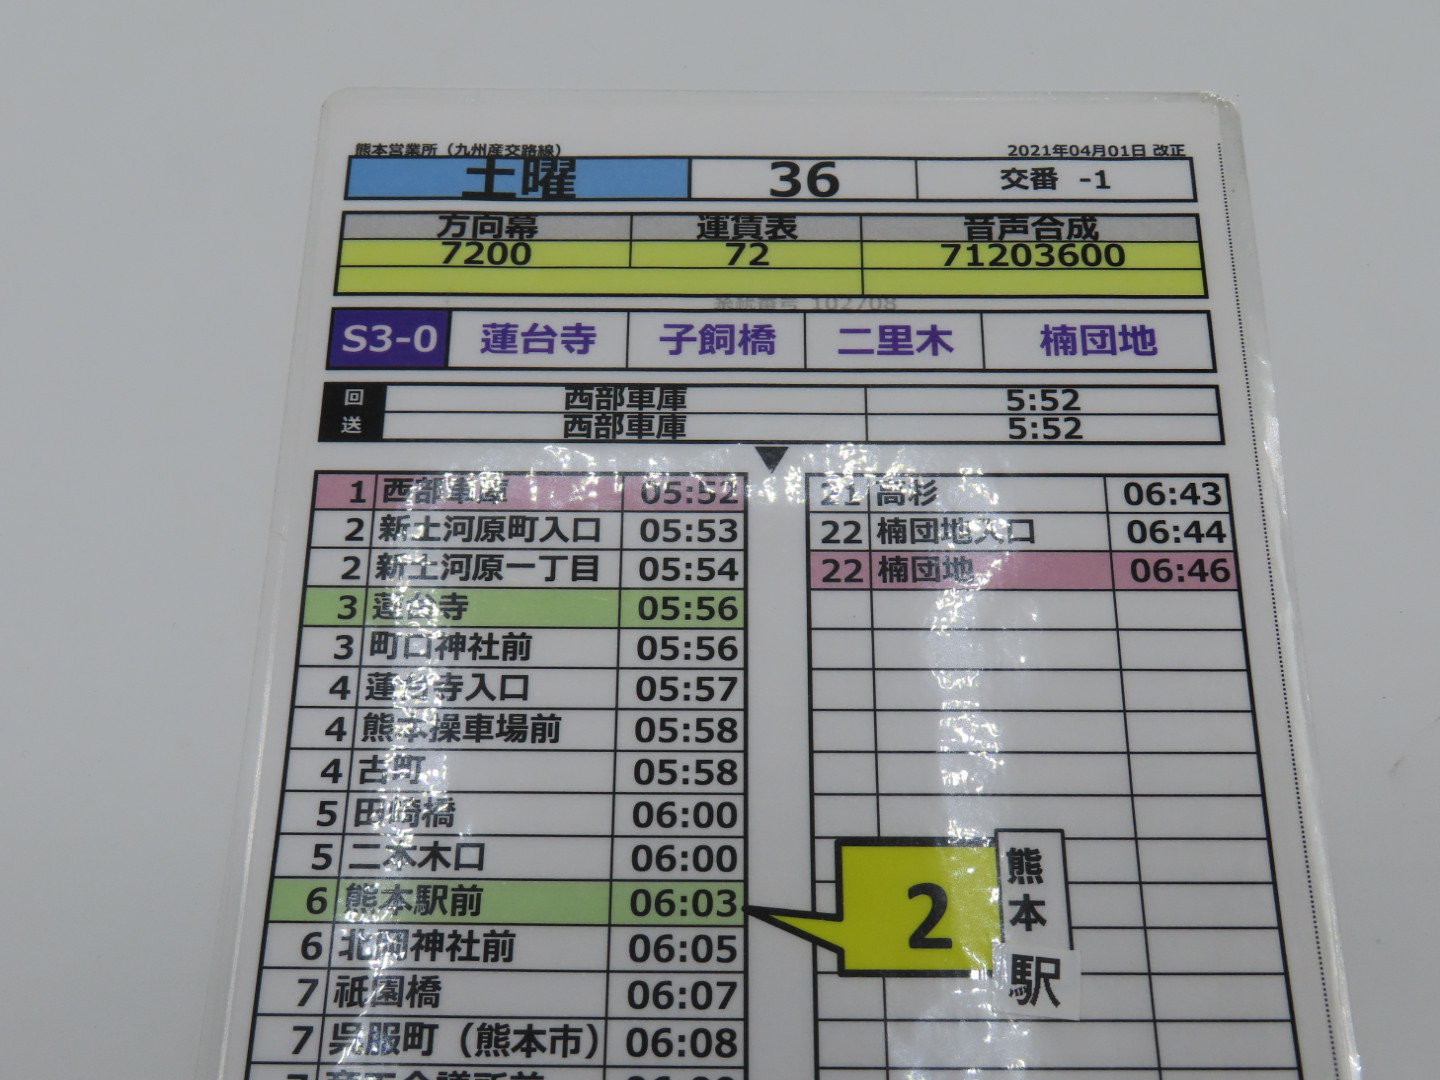 熊本営業所（九州産交路線） 2021年04月01日 改正
土曜 36 交番 -1
方向幕 運賃表 音声合成
7200 72 71203600
系統番号 102708
S3-0 蓮台寺 子飼橋 二里木 楠団地
回送
西部車庫 5:52
西部車庫 5:52
1 西部車庫 05:52
2 新土河原町入口 05:53
2 新土河原一丁目 05:54
3 蓮台寺 05:56
3 町口神社前 05:56
4 蓮台寺入口 05:57
4 熊本操車場前 05:58
4 古町 05:58
5 田崎橋 06:00
5 二本木口 06:00
6 熊本駅前 06:03
6 北岡神社前 06:05
7 祇園橋 06:07
7 呉服町（熊本市） 06:08
21 高杉 06:43
22 楠団地入口 06:44
22 楠団地 06:46
2
熊本駅